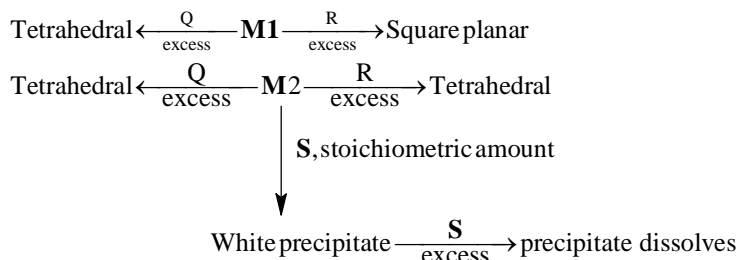 Tetrahedral Q excess M1 R excess Square planar
Tetrahedral Q excess M2 R excess Tetrahedral
S, stoichiometric amount
White precipitate S excess precipitate dissolves